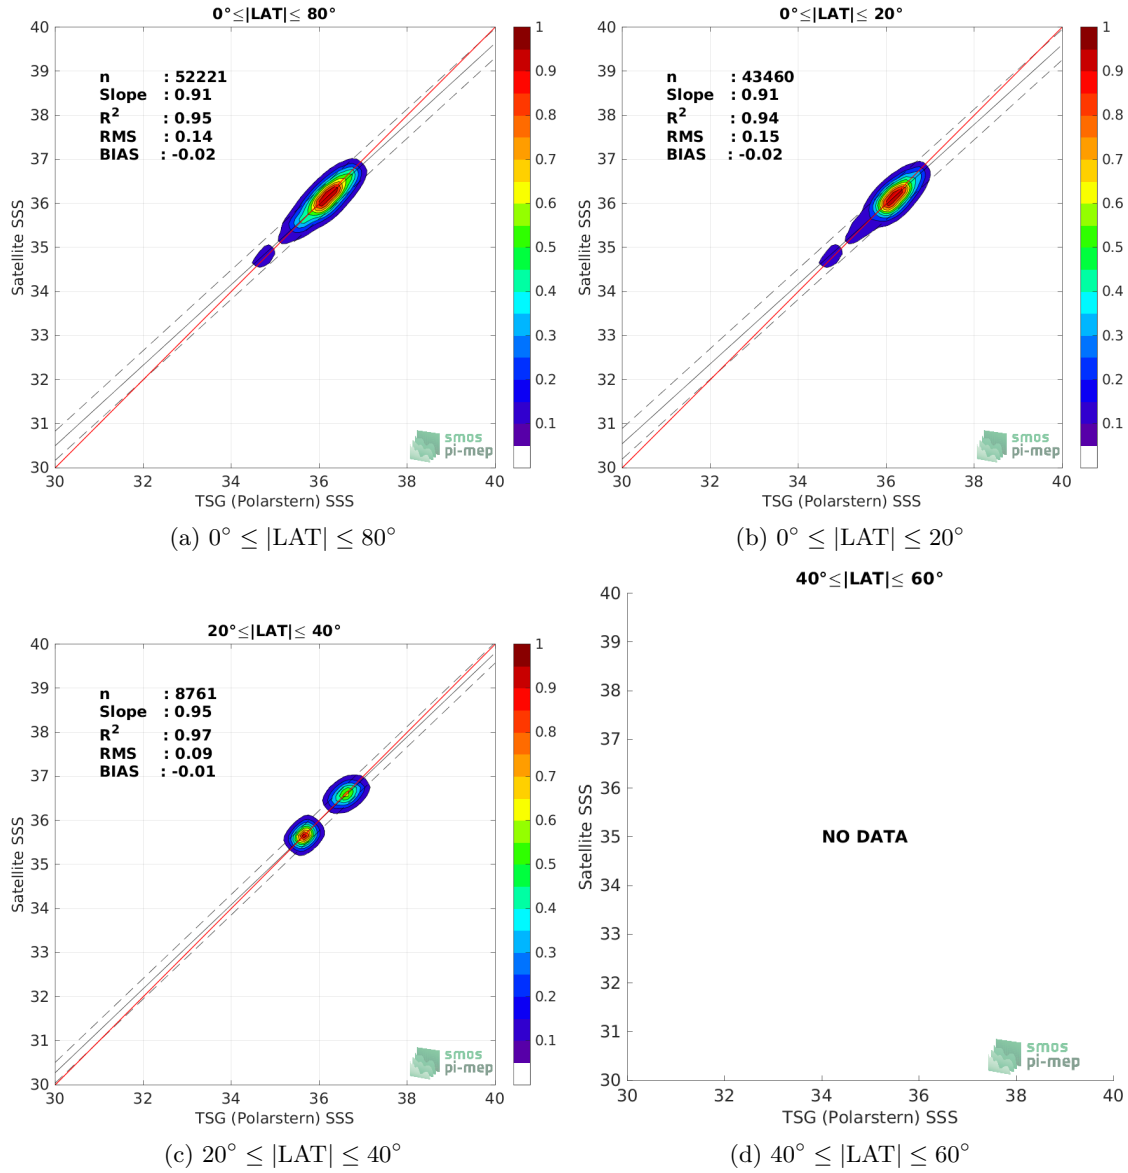 0°≤|LAT|≤ 80°
40
39
38
37
36
35
34
33
32
31
30
30
32
34
36
38
40
Satellite SSS
TSG (Polarstern) SSS
n : 52221
Slope : 0.91
R² : 0.95
RMS : 0.14
BIAS : -0.02
1
0.9
0.8
0.7
0.6
0.5
0.4
0.3
0.2
0.1
smos
pi-mep
(a) 0° ≤ |LAT| ≤ 80°
0°≤|LAT|≤ 20°
40
39
38
37
36
35
34
33
32
31
30
30
32
34
36
38
40
Satellite SSS
TSG (Polarstern) SSS
n : 43460
Slope : 0.91
R² : 0.94
RMS : 0.15
BIAS : -0.02
1
0.9
0.8
0.7
0.6
0.5
0.4
0.3
0.2
0.1
smos
pi-mep
(b) 0° ≤ |LAT| ≤ 20°
20°≤|LAT|≤ 40°
40
39
38
37
36
35
34
33
32
31
30
30
32
34
36
38
40
Satellite SSS
TSG (Polarstern) SSS
n : 8761
Slope : 0.95
R² : 0.97
RMS : 0.09
BIAS : -0.01
1
0.9
0.8
0.7
0.6
0.5
0.4
0.3
0.2
0.1
smos
pi-mep
(c) 20° ≤ |LAT| ≤ 40°
40°≤|LAT|≤ 60°
40
39
38
37
36
35
34
33
32
31
30
30
32
34
36
38
40
Satellite SSS
TSG (Polarstern) SSS
NO DATA
smos
pi-mep
(d) 40° ≤ |LAT| ≤ 60°